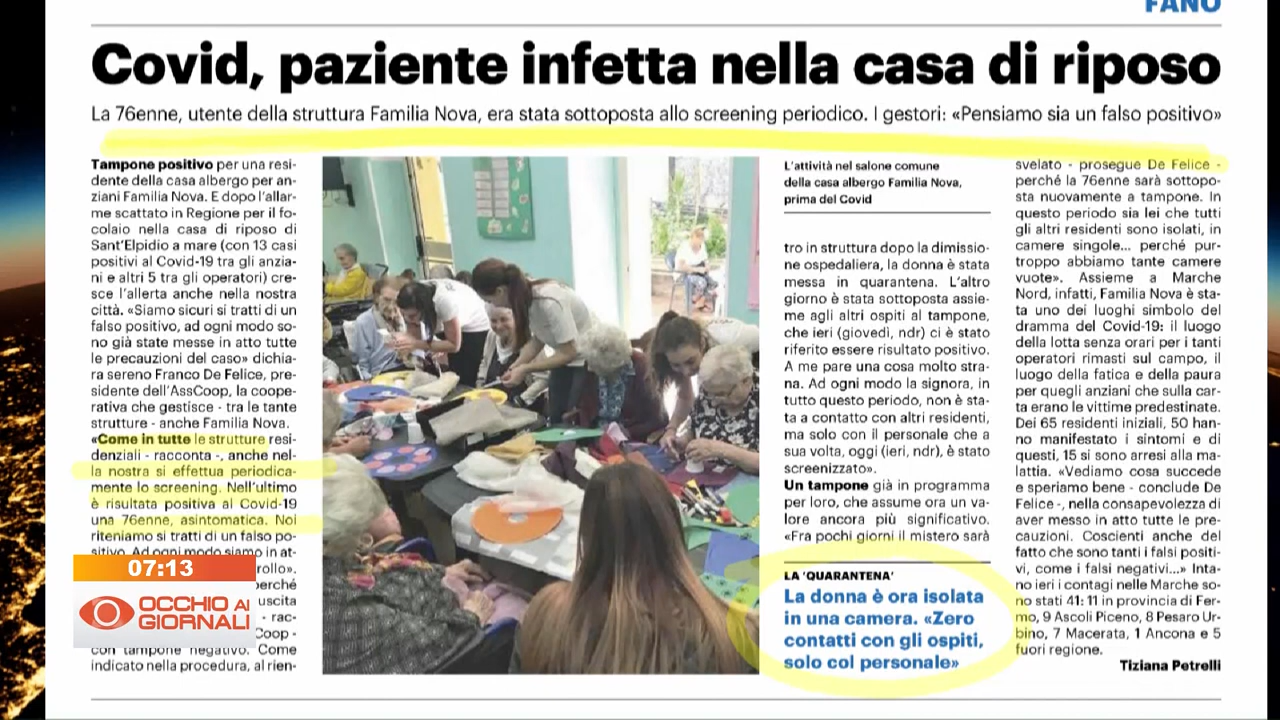 FANO
Covid, paziente infetta nella casa di riposo
La 76enne, utente della struttura Familia Nova, era stata sottoposta allo screening periodico. I gestori: «Pensiamo sia un falso positivo»
Tampone positivo per una resi-
dente della casa albergo per an-
ziani Familia Nova. E dopo l'allar-
me scattato in Regione per il fo-
colaio nella casa di riposo di
Sant'Elpidio a mare (con 13 casi
positivi al Covid-19 tra gli anzia-
ni e altri 5 tra gli operatori) cre-
sce l'allerta anche nella nostra
città. «Siamo sicuri si tratti di un
falso positivo, ad ogni modo so-
no già state messe in atto tutte
le precauzioni del caso» dichia-
ra sereno Franco De Felice, pre-
sidente dell'AssCoop, la coope-
rativa che gestisce - tra le tante
strutture - anche Familia Nova.
«Come in tutte le strutture resi-
denziali - racconta -, anche nel-
la nostra si effettua periodica-
mente lo screening. Nell'ultimo
è risultata positiva al Covid-19
una 76enne, asintomatica. Noi
riteniamo si tratti di un falso po-
sitivo. Ad ogni modo siamo in at-
rollo».
perché
uscita
- rac-
Coop -
con tampone negativo. Come
indicato nella procedura, al rien-
07:13
OCCHIO AI
GIORNALI
L'attività nel salone comune
della casa albergo Familia Nova,
prima del Covid
tro in struttura dopo la dimissio-
ne ospedaliera, la donna è stata
messa in quarantena. L'altro
giorno è stata sottoposta assie-
me agli altri ospiti al tampone,
che ieri (giovedì, ndr) ci è stato
riferito essere risultato positivo.
A me pare una cosa molto stra-
na. Ad ogni modo la signora, in
tutto questo periodo, non è sta-
ta a contatto con altri residenti,
ma solo con il personale che a
sua volta, oggi (ieri, ndr), è stato
screenizzato».
Un tampone già in programma
per loro, che assume ora un va-
lore ancora più significativo.
«Fra pochi giorni il mistero sarà
LA 'QUARANTENA'
La donna è ora isolata
in una camera. «Zero
contatti con gli ospiti,
solo col personale»
svelato - prosegue De Felice -
perché la 76enne sarà sottopo-
sta nuovamente a tampone. In
questo periodo sia lei che tutti
gli altri residenti sono isolati, in
camere singole... perché pur-
troppo abbiamo tante camere
vuote». Assieme a Marche
Nord, infatti, Familia Nova è sta-
ta uno dei luoghi simbolo del
dramma del Covid-19: il luogo
della lotta senza orari per i tanti
operatori rimasti sul campo, il
luogo della fatica e della paura
per quegli anziani che sulla car-
ta erano le vittime predestinate.
Dei 65 residenti iniziali, 50 han-
no manifestato i sintomi e di
questi, 15 si sono arresi alla ma-
lattia. «Vediamo cosa succede
e speriamo bene - conclude De
Felice -, nella consapevolezza di
aver messo in atto tutte le pre-
cauzioni. Coscienti anche del
fatto che sono tanti i falsi positi-
vi, come i falsi negativi...» Inta-
no ieri i contagi nelle Marche so-
no stati 41: 11 in provincia di Fer-
mo, 9 Ascoli Piceno, 8 Pesaro Ur-
bino, 7 Macerata, 1 Ancona e 5
fuori regione.
Tiziana Petrelli